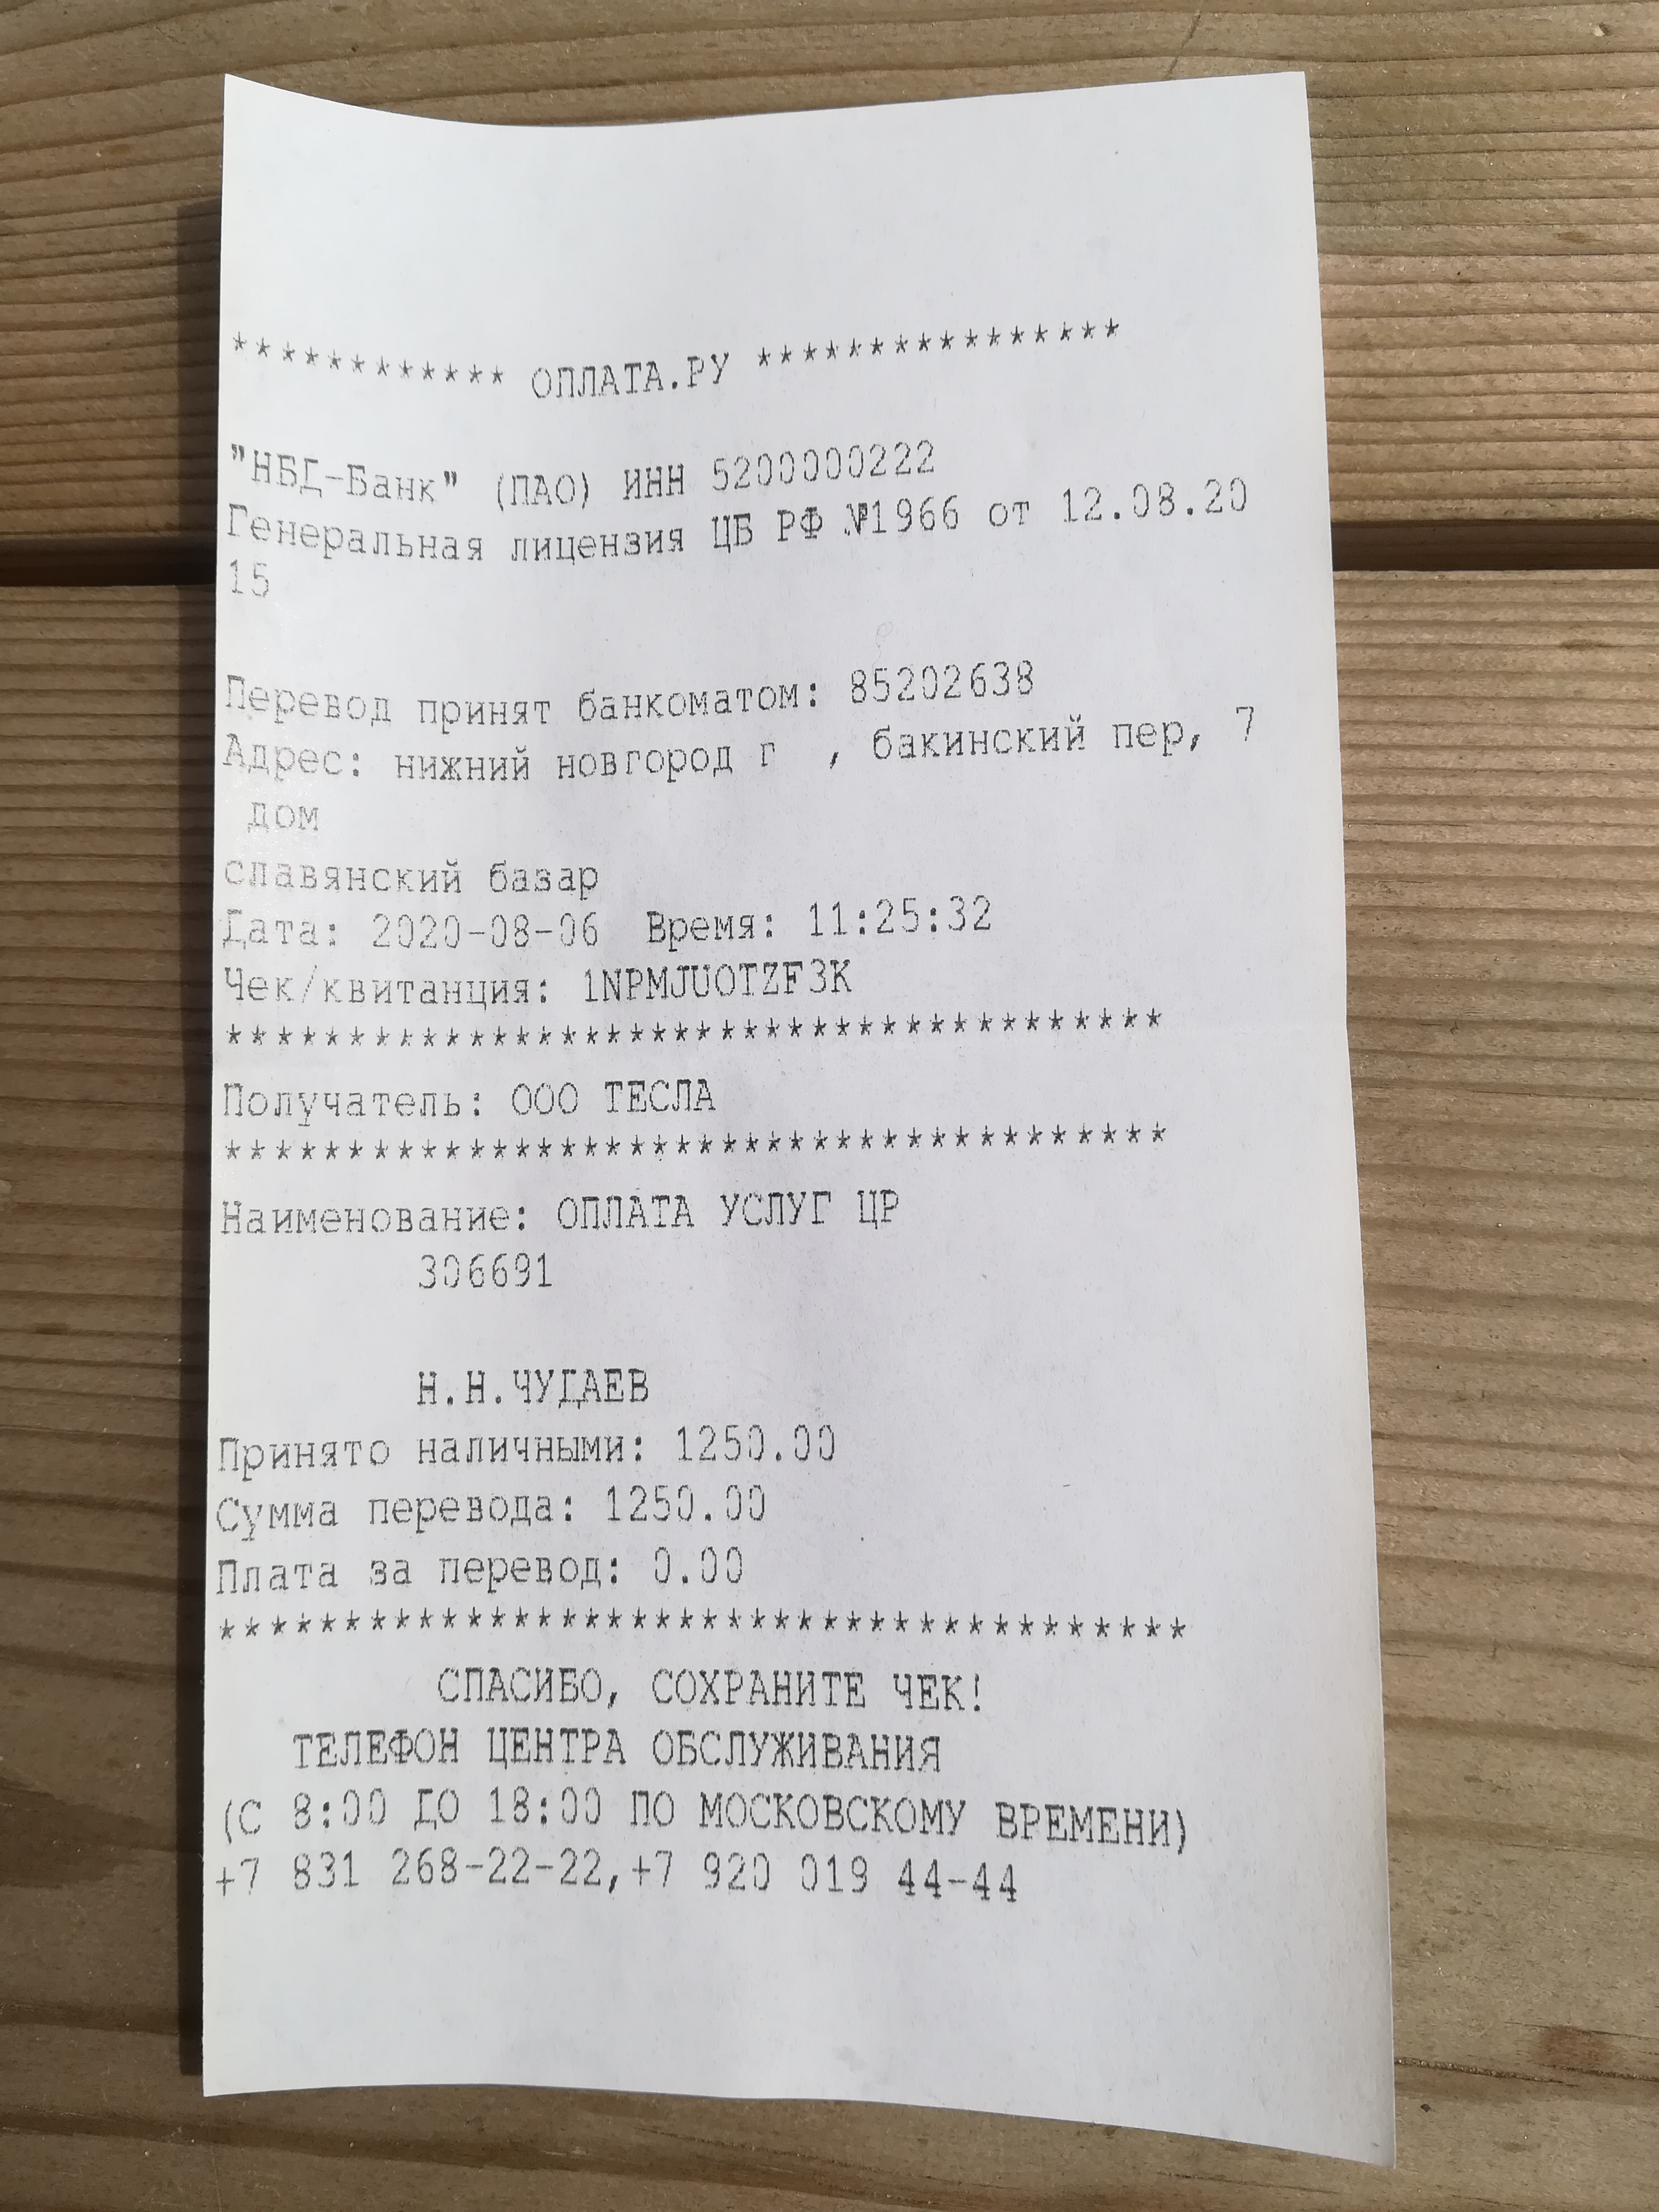 *********** ОПЛАТА.РУ ****************
"НБД-Банк" (ПАО) ИНН 5200000222
Генеральная лицензия ЦБ РФ №1966 от 12.08.20
15
Перевод принят банкоматом: 85202638
Адрес: нижний новгород г  , бакинский пер, 7
дом
славянский базар
Дата: 2020-08-06  Время: 11:25:32
Чек/квитанция: 1NPMJUOTZF3K
****************************************
Получатель: ООО ТЕСЛА
****************************************
Наименование: ОПЛАТА УСЛУГ ЦР
306691
Н.Н.ЧУДАЕВ
Принято наличными: 1250.00
Сумма перевода: 1250.00
Плата за перевод: 0.00
****************************************
СПАСИБО, СОХРАНИТЕ ЧЕК!
ТЕЛЕФОН ЦЕНТРА ОБСЛУЖИВАНИЯ
(С 8:00 ДО 18:00 ПО МОСКОВСКОМУ ВРЕМЕНИ)
+7 831 268-22-22,+7 920 019 44-44